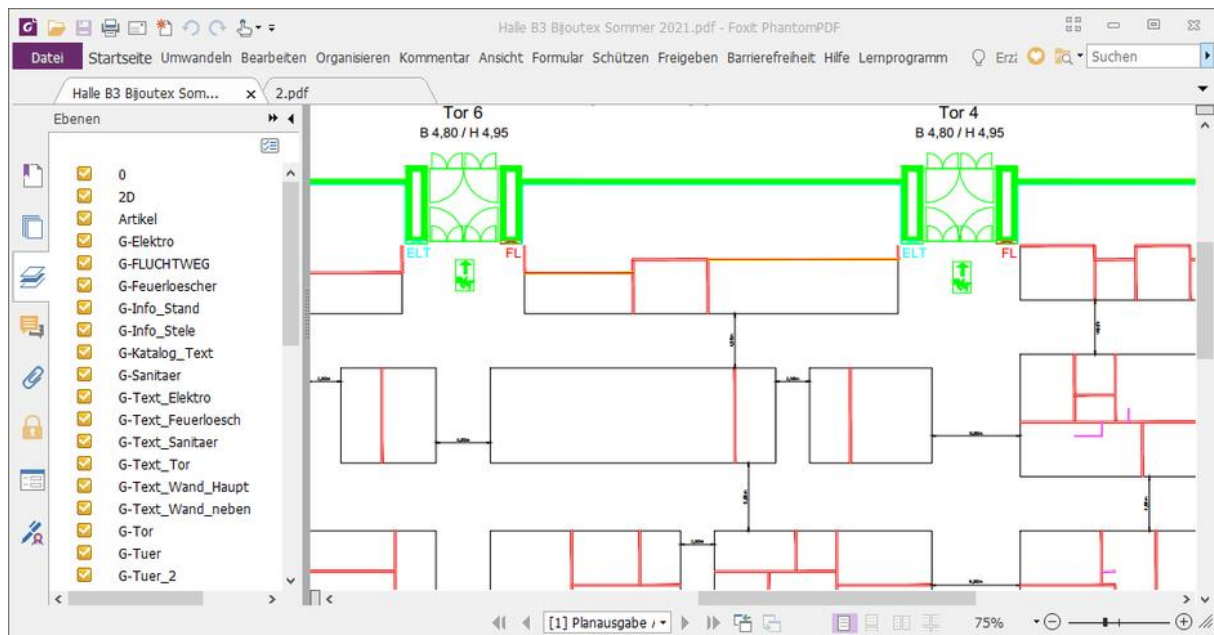 Halle B3 Bijoutex Sommer 2021.pdf - Foxit PhantomPDF
Datei Startseite Umwandeln Bearbeiten Organisieren Kommentar Ansicht Formular Schützen Freigeben Barrierefreiheit Hilfe Lernprogramm Erzi Suchen
Halle B3 Bijoutex Som... x 2.pdf
Ebenen
0
2D
Artikel
G-Elektro
G-FLUCHTWEG
G-Feuerloescher
G-Info_Stand
G-Info_Stele
G-Katalog_Text
G-Sanitaer
G-Text_Elektro
G-Text_Feuerloesch
G-Text_Sanitaer
G-Text_Tor
G-Text_Wand_Haupt
G-Text_Wand_neben
G-Tor
G-Tuer
G-Tuer_2
Tor 6
B 4,80 / H 4,95
Tor 4
B 4,80 / H 4,95
ELT FL ELT FL
[1] Planausgabe / 75%